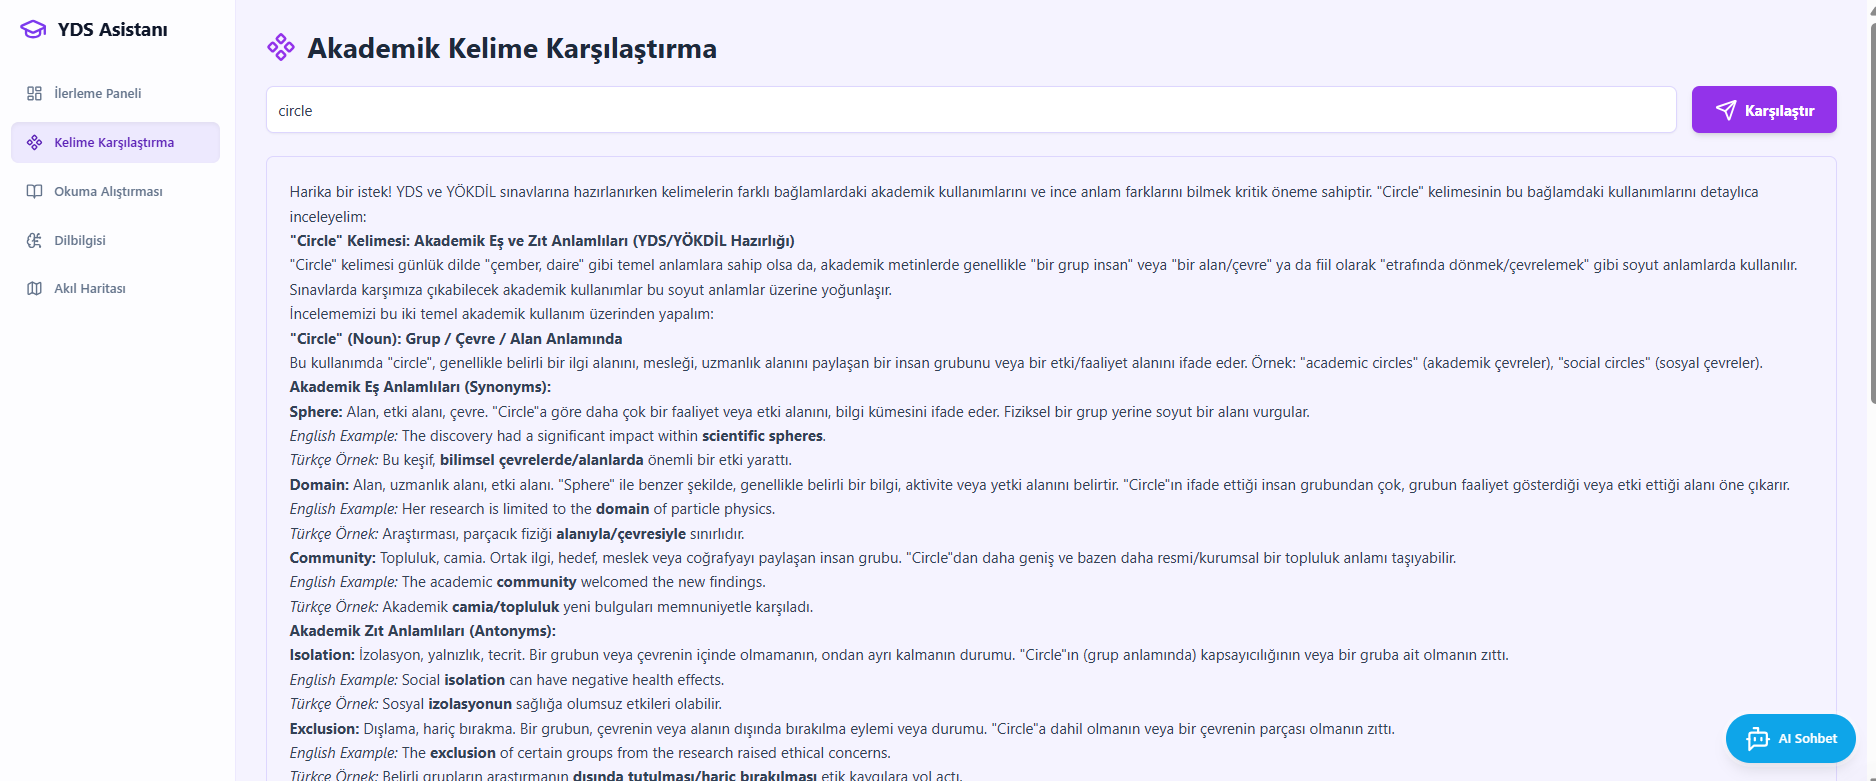 YDS Asistanı
İlerleme Paneli
Kelime Karşılaştırma
Okuma Alıştırması
Dilbilgisi
Akıl Haritası
Akademik Kelime Karşılaştırma
circle
Karşılaştır
Harika bir istek! YDS ve YÖKDİL sınavlarına hazırlanırken kelimelerin farklı bağlamlardaki akademik kullanımlarını ve ince anlam farklarını bilmek kritik öneme sahiptir. "Circle" kelimesinin bu bağlamdaki kullanımlarını detaylıca
inceleyelim:
"Circle" Kelimesi: Akademik Eş ve Zıt Anlamlıları (YDS/YÖKDİL Hazırlığı)
"Circle" kelimesi günlük dilde "çember, daire" gibi temel anlamlara sahip olsa da, akademik metinlerde genellikle "bir grup insan" veya "bir alan/çevre" ya da fiil olarak "etrafında dönmek/çevrelemek" gibi soyut anlamlarda kullanılır.
Sınavlarda karşımıza çıkabilecek akademik kullanımlar bu soyut anlamlar üzerine yoğunlaşır.
İncelememizi bu iki temel akademik kullanım üzerinden yapalım:
"Circle" (Noun): Grup / Çevre / Alan Anlamında
Bu kullanımda "circle", genellikle belirli bir ilgi alanını, mesleği, uzmanlık alanını paylaşan bir insan grubunu veya bir etki/faaliyet alanını ifade eder. Örnek: "academic circles" (akademik çevreler), "social circles" (sosyal çevreler).
Akademik Eş Anlamlıları (Synonyms):
Sphere: Alan, etki alanı, çevre. "Circle"a göre daha çok bir faaliyet veya etki alanını, bilgi kümesini ifade eder. Fiziksel bir grup yerine soyut bir alanı vurgular.
English Example: The discovery had a significant impact within scientific spheres.
Türkçe Örnek: Bu keşif, bilimsel çevrelerde/alanlarda önemli bir etki yarattı.
Domain: Alan, uzmanlık alanı, etki alanı. "Sphere" ile benzer şekilde, genellikle belirli bir bilgi, aktivite veya yetki alanını belirtir. "Circle"ın ifade ettiği insan grubundan çok, grubun faaliyet gösterdiği veya etki ettiği alanı öne çıkarır.
English Example: Her research is limited to the domain of particle physics.
Türkçe Örnek: Araştırması, parçacık fiziği alanıyla/çevresiyle sınırlıdır.
Community: Topluluk, camia. Ortak ilgi, hedef, meslek veya coğrafyayı paylaşan insan grubu. "Circle"dan daha geniş ve bazen daha resmi/kurumsal bir topluluk anlamı taşıyabilir.
English Example: The academic community welcomed the new findings.
Türkçe Örnek: Akademik camia/topluluk yeni bulguları memnuniyetle karşıladı.
Akademik Zıt Anlamlıları (Antonyms):
Isolation: İzolasyon, yalnızlık, tecrit. Bir grubun veya çevrenin içinde olmamanın, ondan ayrı kalmanın durumu. "Circle"ın (grup anlamında) kapsayıcılığının veya bir gruba ait olmanın zıttı.
English Example: Social isolation can have negative health effects.
Türkçe Örnek: Sosyal izolasyonun sağlığa olumsuz etkileri olabilir.
Exclusion: Dışlama, hariç bırakma. Bir grubun, çevrenin veya alanın dışında bırakılma eylemi veya durumu. "Circle"a dahil olmanın veya bir çevrenin parçası olmanın zıttı.
English Example: The exclusion of certain groups from the research raised ethical concerns.
Türkçe Örnek: Belirli grupların araştırmanın dışında tutulması/hariç bırakılması etik kaygılara yol açtı.
AI Sohbet